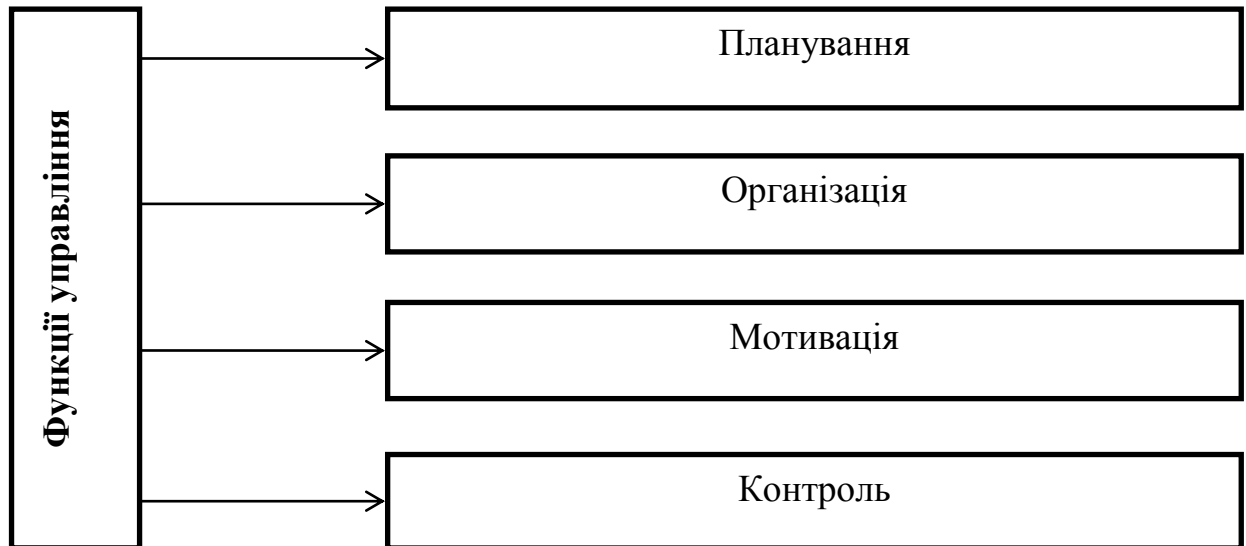 Функції управління
Планування
Організація
Мотивація
Контроль